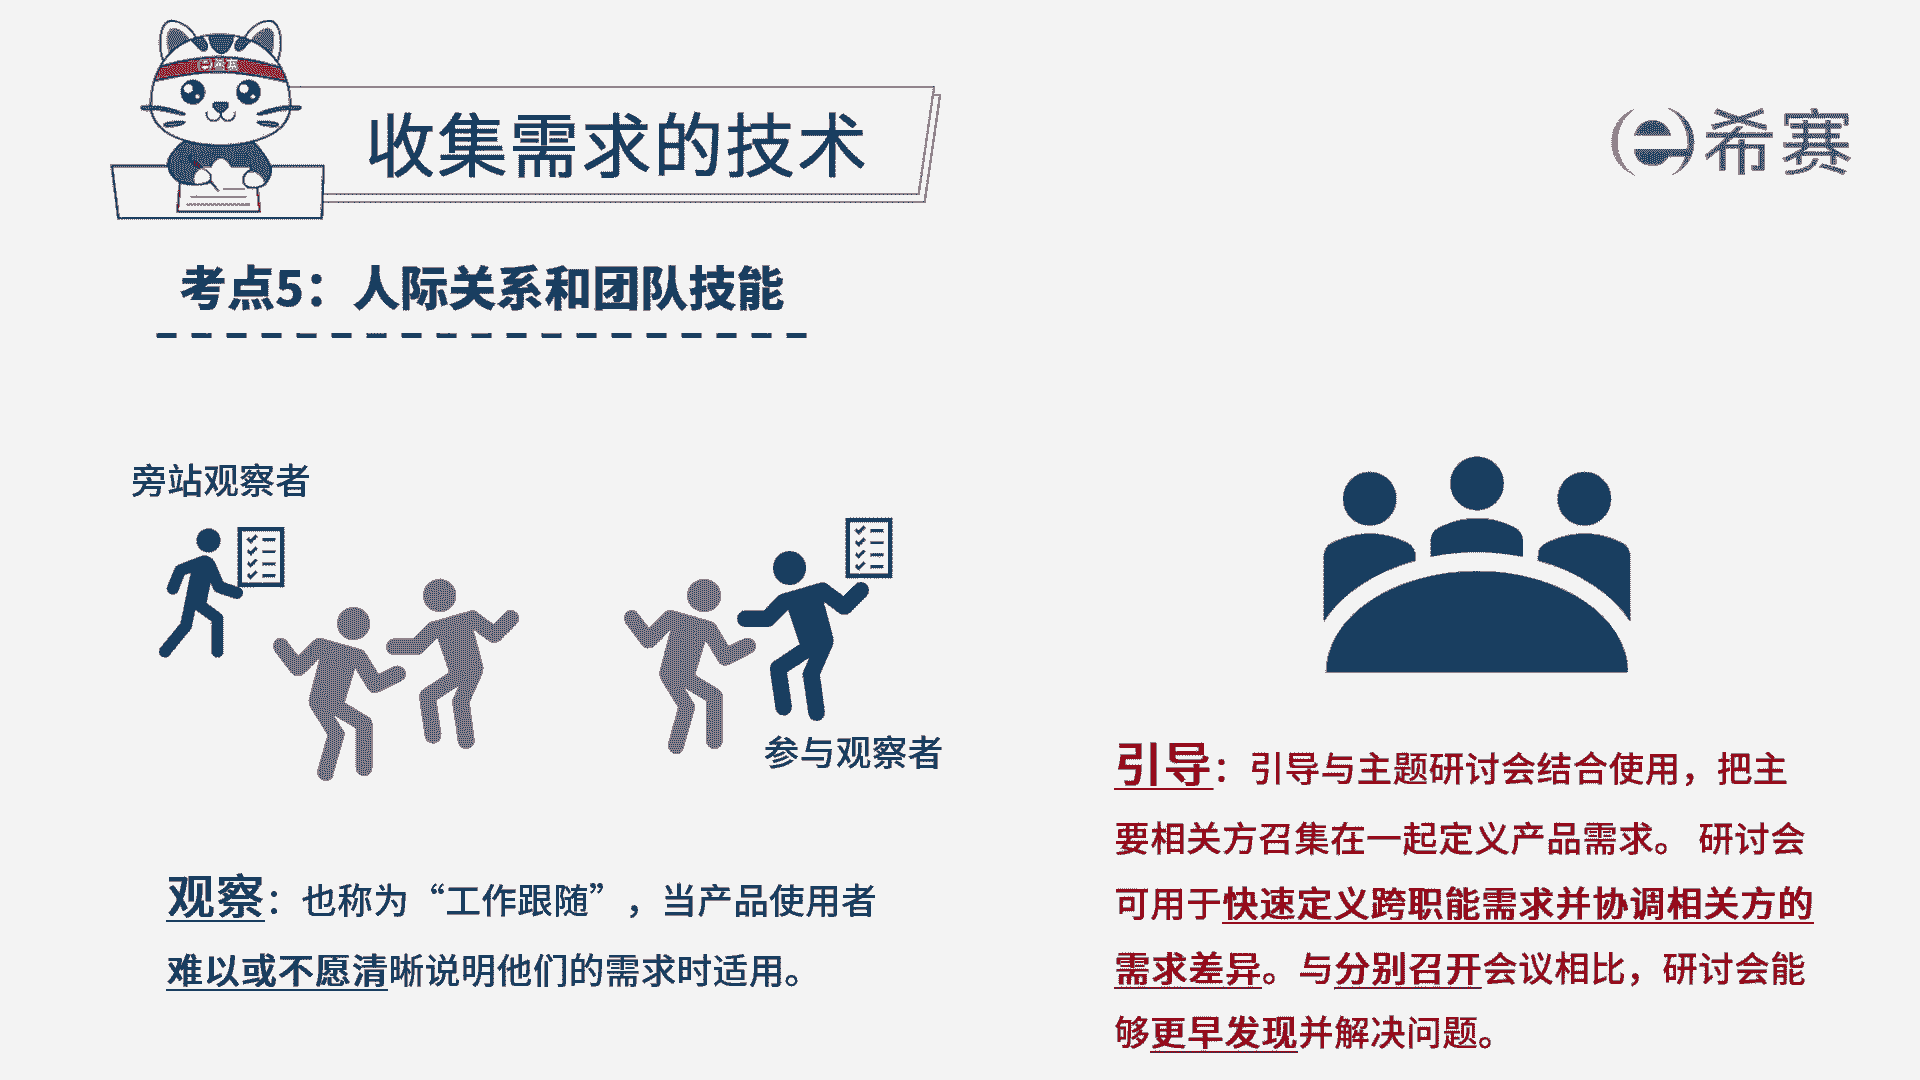 收集需求的技术
希赛
考点5：人际关系和团队技能
旁站观察者
参与观察者
观察：也称为“工作跟随”，当产品使用者
难以或不愿清晰说明他们的需求时适用。
引导：引导与主题研讨会结合使用，把主
要相关方召集在一起定义产品需求。 研讨会
可用于快速定义跨职能需求并协调相关方的
需求差异。与分别召开会议相比，研讨会能
够更早发现并解决问题。